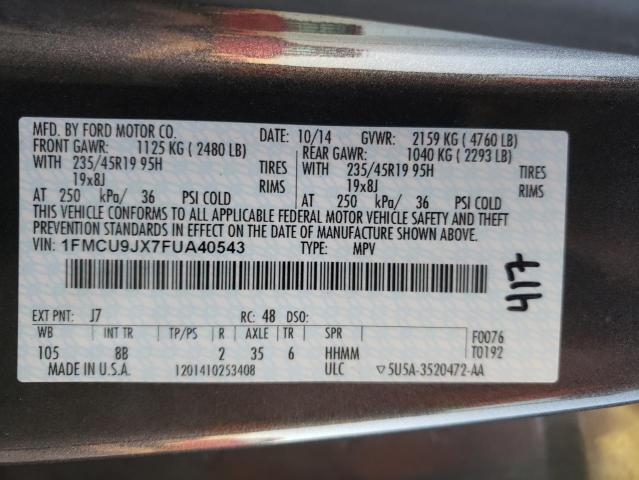 MFD. BY FORD MOTOR CO.
DATE: 10/14 GVWR: 2159 KG ( 4760 LB)
FRONT GAWR: 1125 KG ( 2480 LB)
REAR GAWR: 1040 KG ( 2293 LB)
WITH 235/45R19 95H TIRES
WITH 235/45R19 95H TIRES
19x8J RIMS
19x8J RIMS
AT 250 kPa/ 36 PSI COLD
AT 250 kPa/ 36 PSI COLD
THIS VEHICLE CONFORMS TO ALL APPLICABLE FEDERAL MOTOR VEHICLE SAFETY AND THEFT
PREVENTION STANDARDS IN EFFECT ON THE DATE OF MANUFACTURE SHOWN ABOVE.
VIN: 1FMCU9JX7FUA40543 TYPE: MPV
417
EXT PNT: J7 RC: 48 DSO:
WB INT TR TP/PS R AXLE TR SPR F0076
105 8B 2 35 6 HHMM T0192
MADE IN U.S.A. 1201410253408 ULC ▽5U5A-3520472-AA